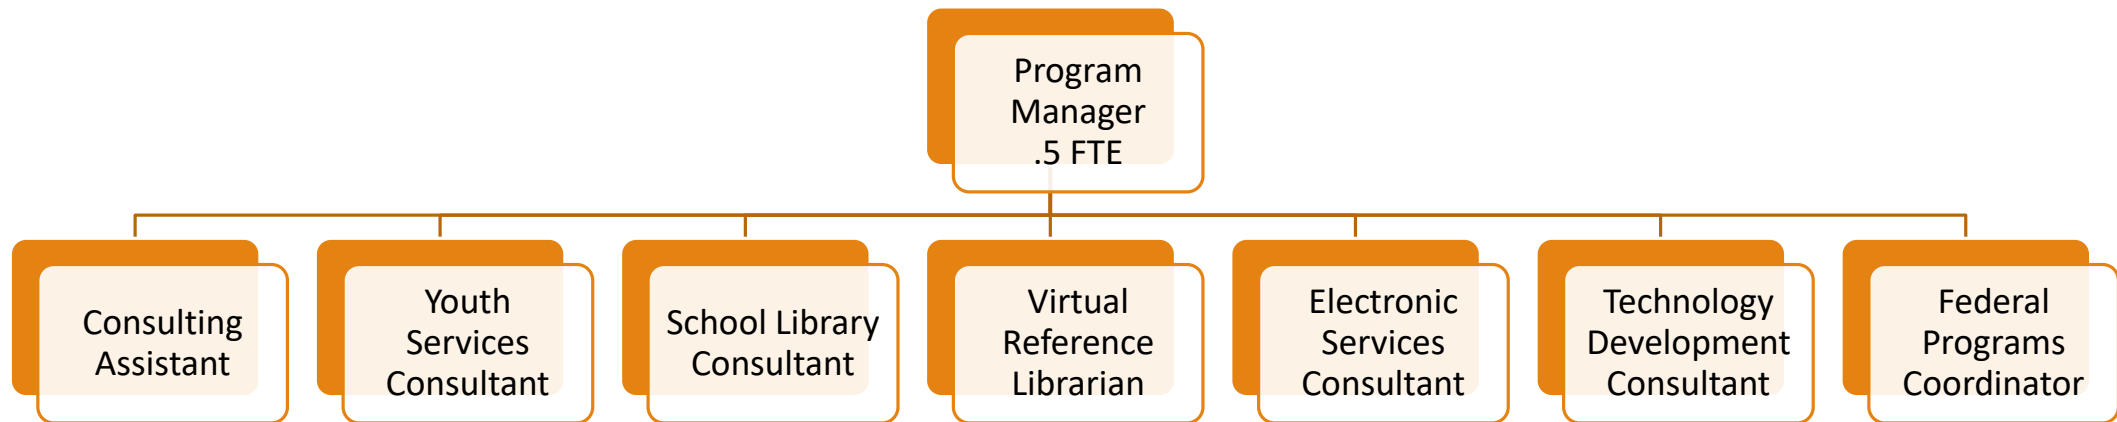 Program
Manager
.5 FTE
Consulting
Assistant
Youth
Services
Consultant
School Library
Consultant
Virtual
Reference
Librarian
Electronic
Services
Consultant
Technology
Development
Consultant
Federal
Programs
Coordinator